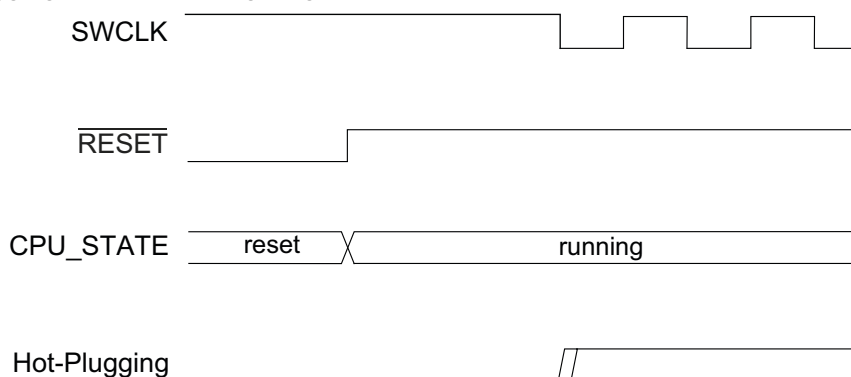 SWCLK
RESET
CPU_STATE
reset
running
Hot-Plugging